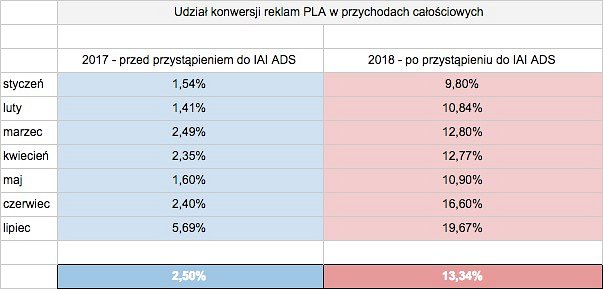 Udział konwersji reklam PLA w przychodach całościowych
2017 - przed przystąpieniem do IAI ADS 2018 - po przystąpieniu do IAI ADS
styczeń 1,54% 9,80%
luty 1,41% 10,84%
marzec 2,49% 12,80%
kwiecień 2,35% 12,77%
maj 1,60% 10,90%
czerwiec 2,40% 16,60%
lipiec 5,69% 19,67%
2,50% 13,34%